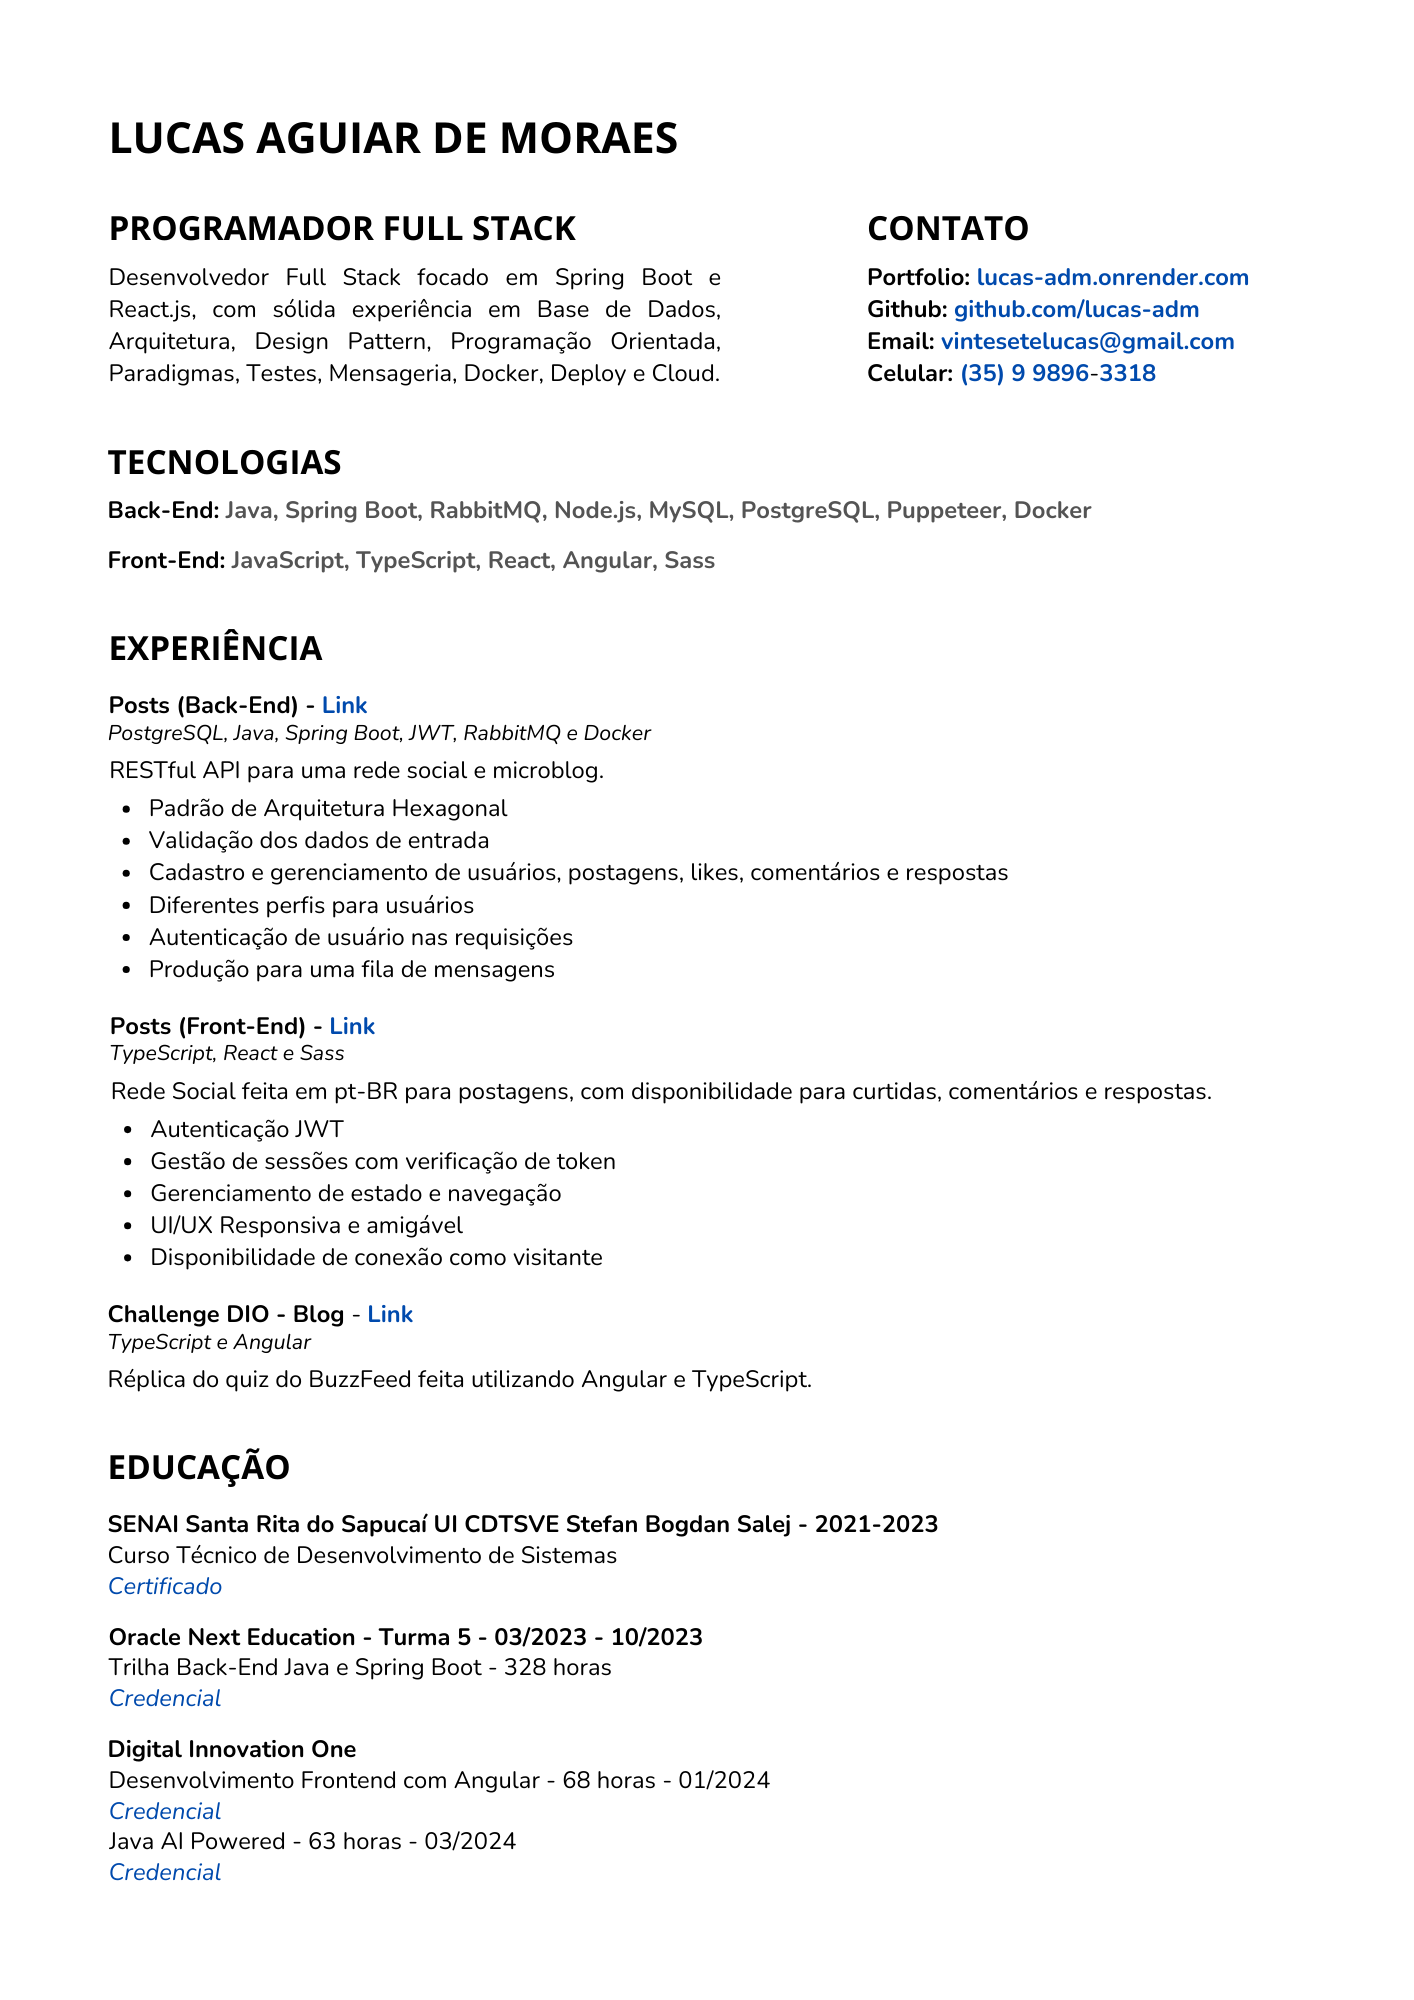 LUCAS AGUIAR DE MORAES
PROGRAMADOR FULL STACK
Desenvolvedor Full Stack focado em Spring Boot e
React.js, com sólida experiência em Base de Dados,
Arquitetura, Design Pattern, Programação Orientada,
Paradigmas, Testes, Mensageria, Docker, Deploy e Cloud.
CONTATO
Portfolio: lucas-adm.onrender.com
Github: github.com/lucas-adm
Email: vintesetelucas@gmail.com
Celular: (35) 9 9896-3318
TECNOLOGIAS
Back-End: Java, Spring Boot, RabbitMQ, Node.js, MySQL, PostgreSQL, Puppeteer, Docker
Front-End: JavaScript, TypeScript, React, Angular, Sass
EXPERIÊNCIA
Posts (Back-End) - Link
PostgreSQL, Java, Spring Boot, JWT, RabbitMQ e Docker
RESTful API para uma rede social e microblog.
• Padrão de Arquitetura Hexagonal
• Validação dos dados de entrada
• Cadastro e gerenciamento de usuários, postagens, likes, comentários e respostas
• Diferentes perfis para usuários
• Autenticação de usuário nas requisições
• Produção para uma fila de mensagens
Posts (Front-End) - Link
TypeScript, React e Sass
Rede Social feita em pt-BR para postagens, com disponibilidade para curtidas, comentários e respostas.
• Autenticação JWT
• Gestão de sessões com verificação de token
• Gerenciamento de estado e navegação
• UI/UX Responsiva e amigável
• Disponibilidade de conexão como visitante
Challenge DIO - Blog - Link
TypeScript e Angular
Réplica do quiz do BuzzFeed feita utilizando Angular e TypeScript.
EDUCAÇÃO
SENAI Santa Rita do Sapucaí UI CDTSVE Stefan Bogdan Salej - 2021-2023
Curso Técnico de Desenvolvimento de Sistemas
Certificado
Oracle Next Education - Turma 5 - 03/2023 - 10/2023
Trilha Back-End Java e Spring Boot - 328 horas
Credencial
Digital Innovation One
Desenvolvimento Frontend com Angular - 68 horas - 01/2024
Credencial
Java AI Powered - 63 horas - 03/2024
Credencial